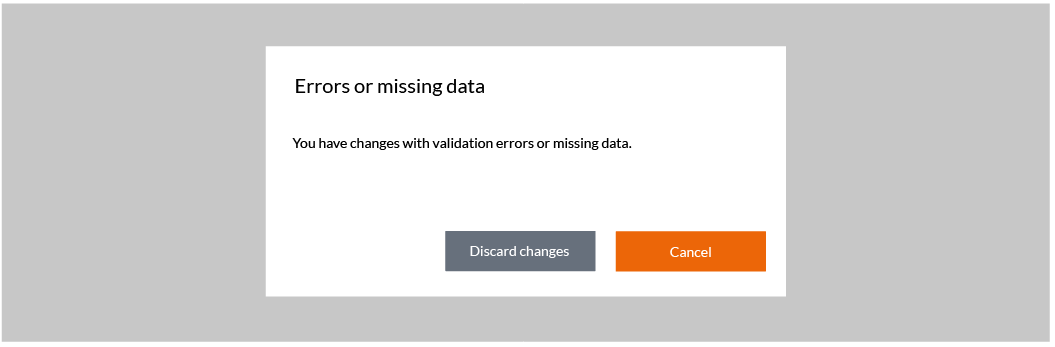 Errors or missing data
You have changes with validation errors or missing data.
Discard changes
Cancel